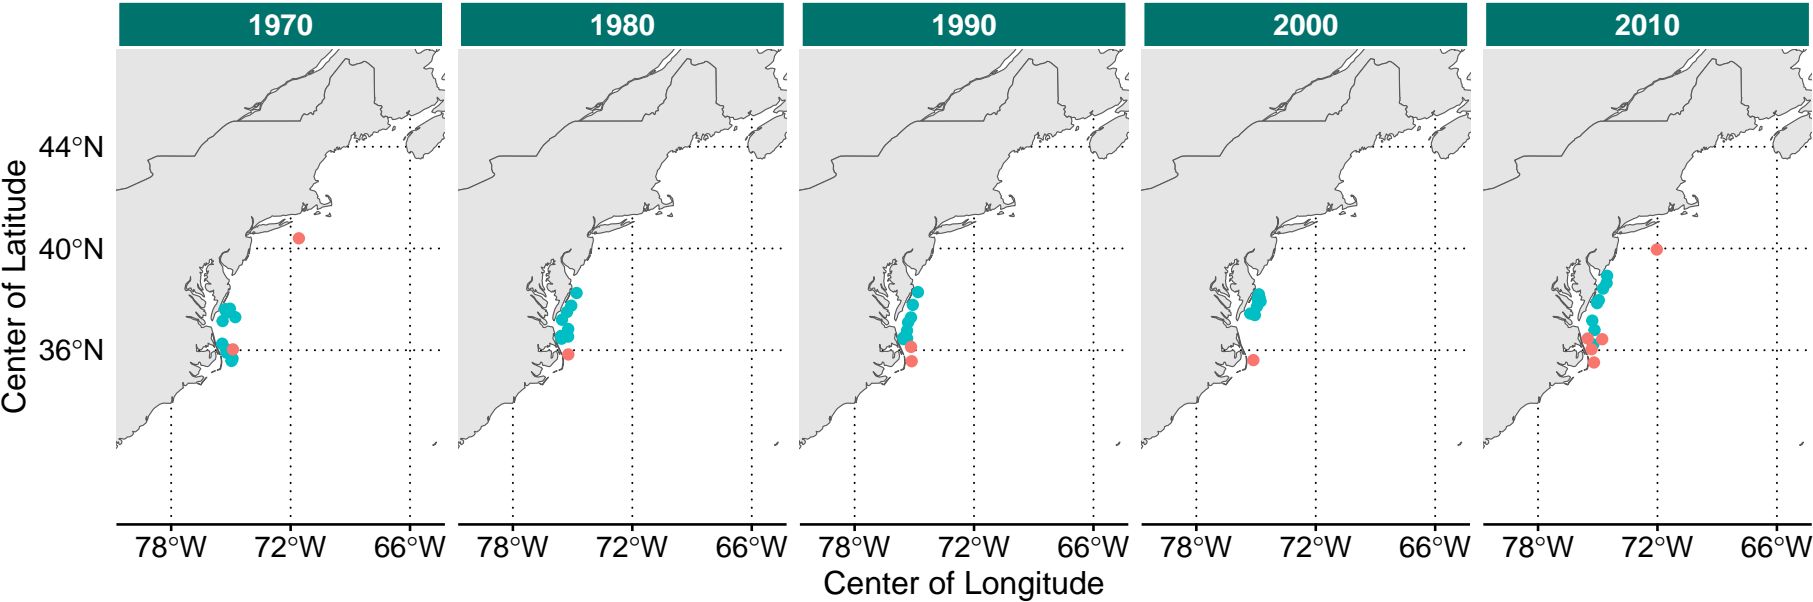 1970 1980 1990 2000 2010
44°N
40°N
36°N
Center of Latitude
78°W 72°W 66°W 78°W 72°W 66°W 78°W 72°W 66°W 78°W 72°W 66°W 78°W 72°W 66°W
Center of Longitude